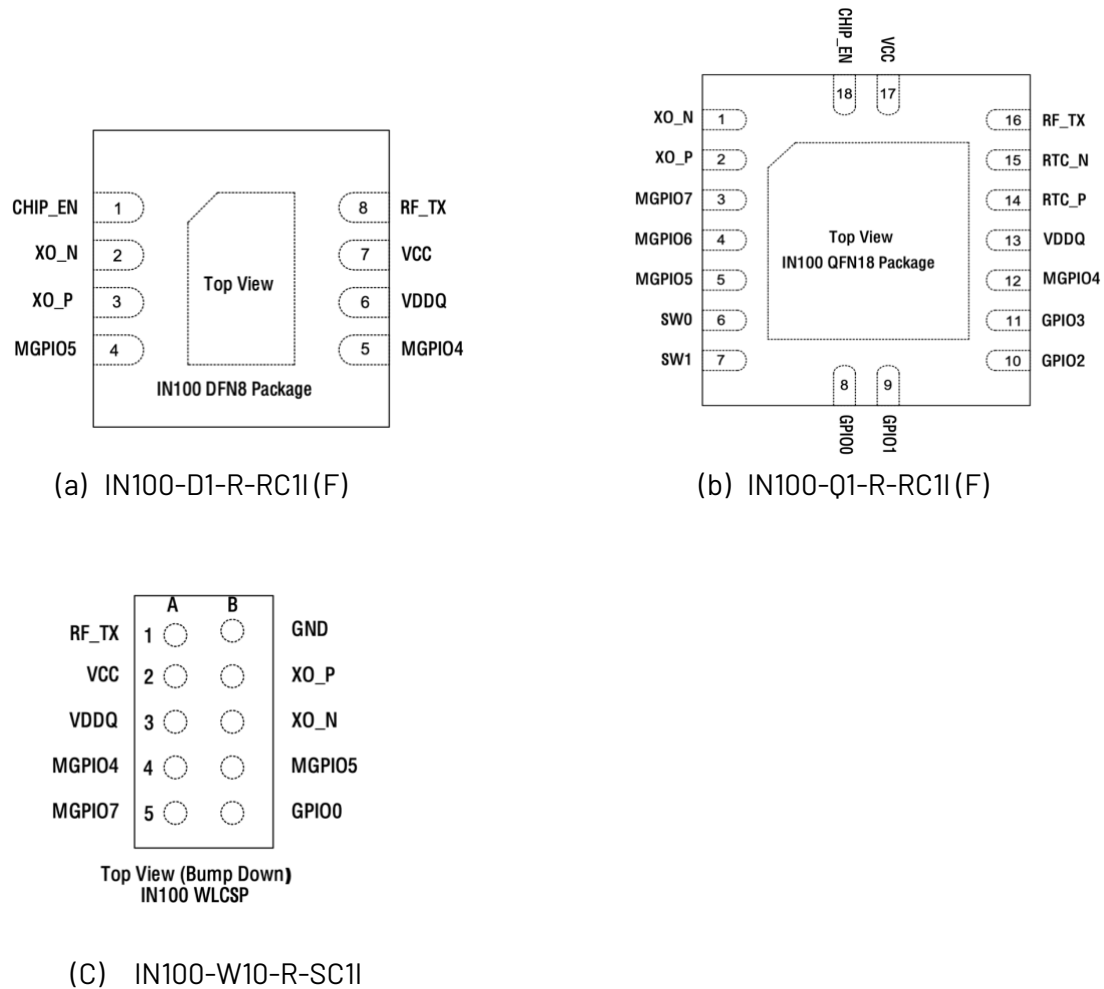 CHIP_EN
XO_N
XO_P
MGPIO5
1
2
3
4
Top View
8
7
6
5
RF_TX
VCC
VDDQ
MGPIO4
IN100 DFN8 Package
(a) IN100-D1-R-RC1I (F)
CHIP_EN
VCC
18
17
XO_N
XO_P
MGPIO7
MGPIO6
MGPIO5
SW0
SW1
1
2
3
4
5
6
7
Top View
IN100 QFN18 Package
16
15
14
13
12
11
10
RF_TX
RTC_N
RTC_P
VDDQ
MGPIO4
GPIO3
GPIO2
8
9
GPIO0
GPIO1
(b) IN100-Q1-R-RC1I (F)
A B
RF_TX 1 GND
VCC 2 XO_P
VDDQ 3 XO_N
MGPIO4 4 MGPIO5
MGPIO7 5 GPIO0
Top View (Bump Down)
IN100 WLCSP
(C) IN100-W10-R-SC1I